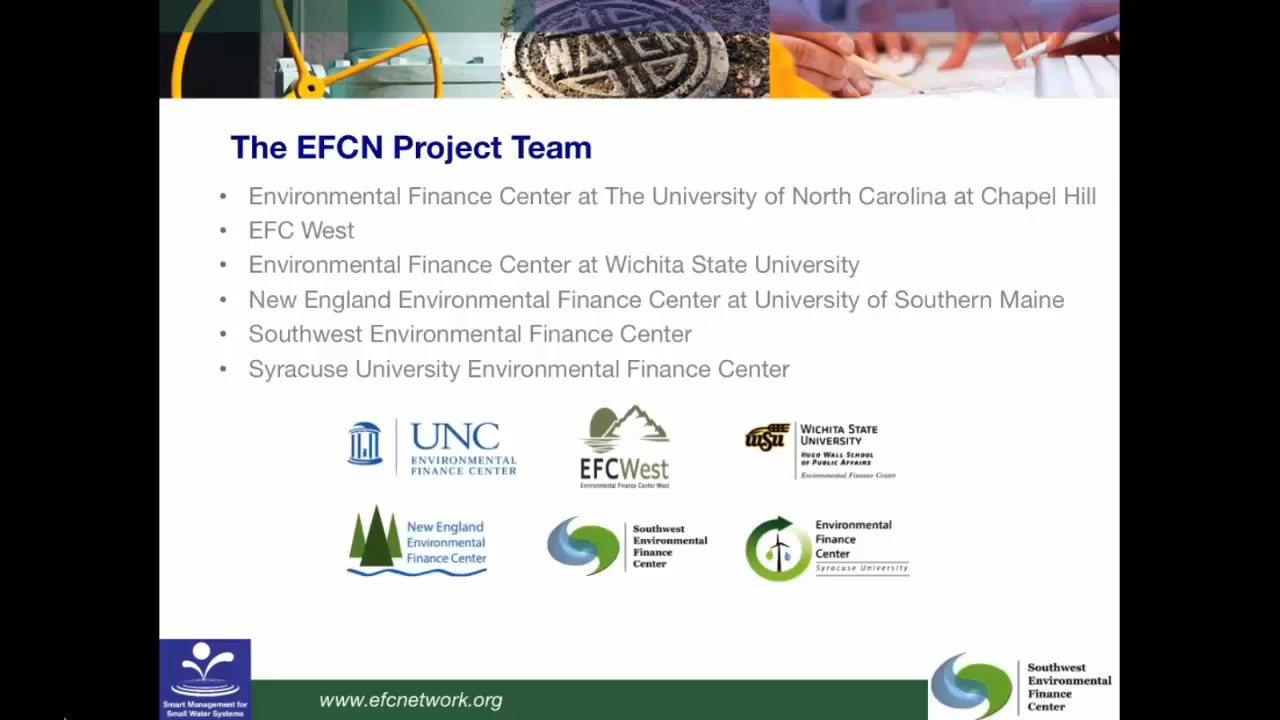 WATER
The EFCN Project Team
• Environmental Finance Center at The University of North Carolina at Chapel Hill
• EFC West
• Environmental Finance Center at Wichita State University
• New England Environmental Finance Center at University of Southern Maine
• Southwest Environmental Finance Center
• Syracuse University Environmental Finance Center
UNC
ENVIRONMENTAL
FINANCE CENTER
EFCWest
Environmental Finance Center West
wsu
WICHITA STATE
UNIVERSITY
HUGO WALL SCHOOL
OF PUBLIC AFFAIRS
Environmental Finance Center
New England
Environmental
Finance Center
Southwest
Environmental
Finance
Center
Environmental
Finance
Center
Syracuse University
Smart Management for
Small Water Systems
www.efcnetwork.org
Southwest
Environmental
Finance
Center